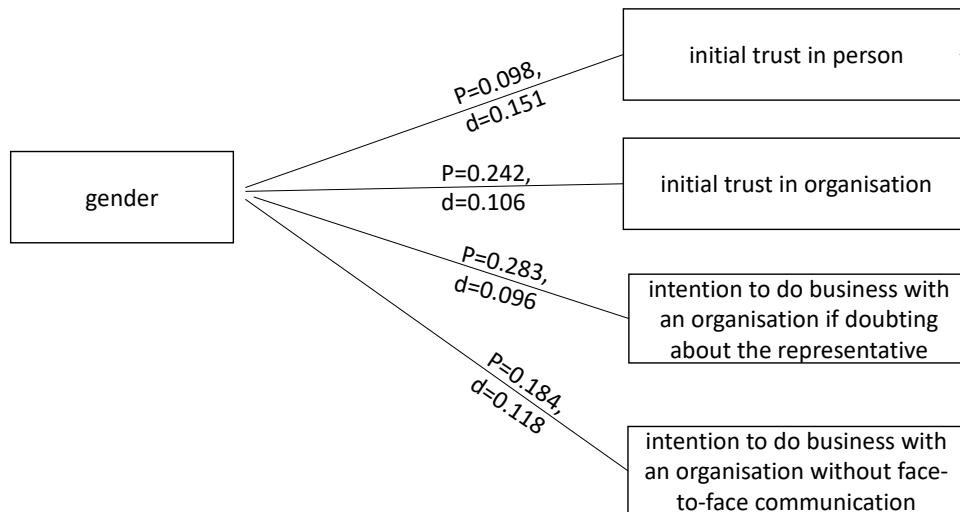 gender
P=0.098,
d=0.151
initial trust in person
P=0.242,
d=0.106
initial trust in organisation
P=0.283,
d=0.096
intention to do business with
an organisation if doubting
about the representative
P=0.184,
d=0.118
intention to do business with
an organisation without face-
to-face communication